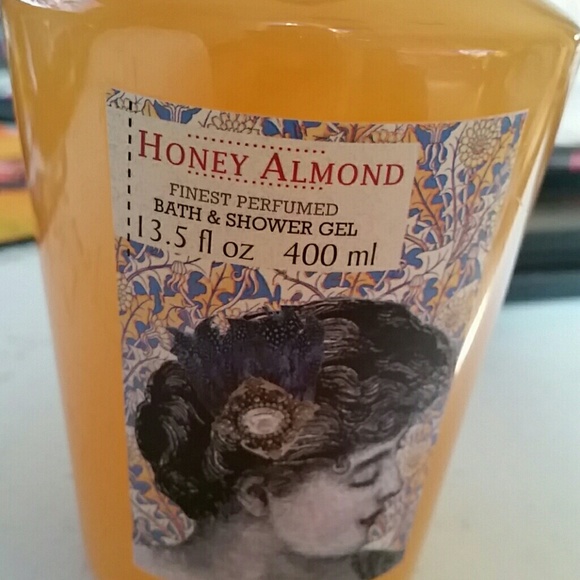 HONEY ALMOND
FINEST PERFUMED
BATH & SHOWER GEL
13.5 fl oz 400 ml